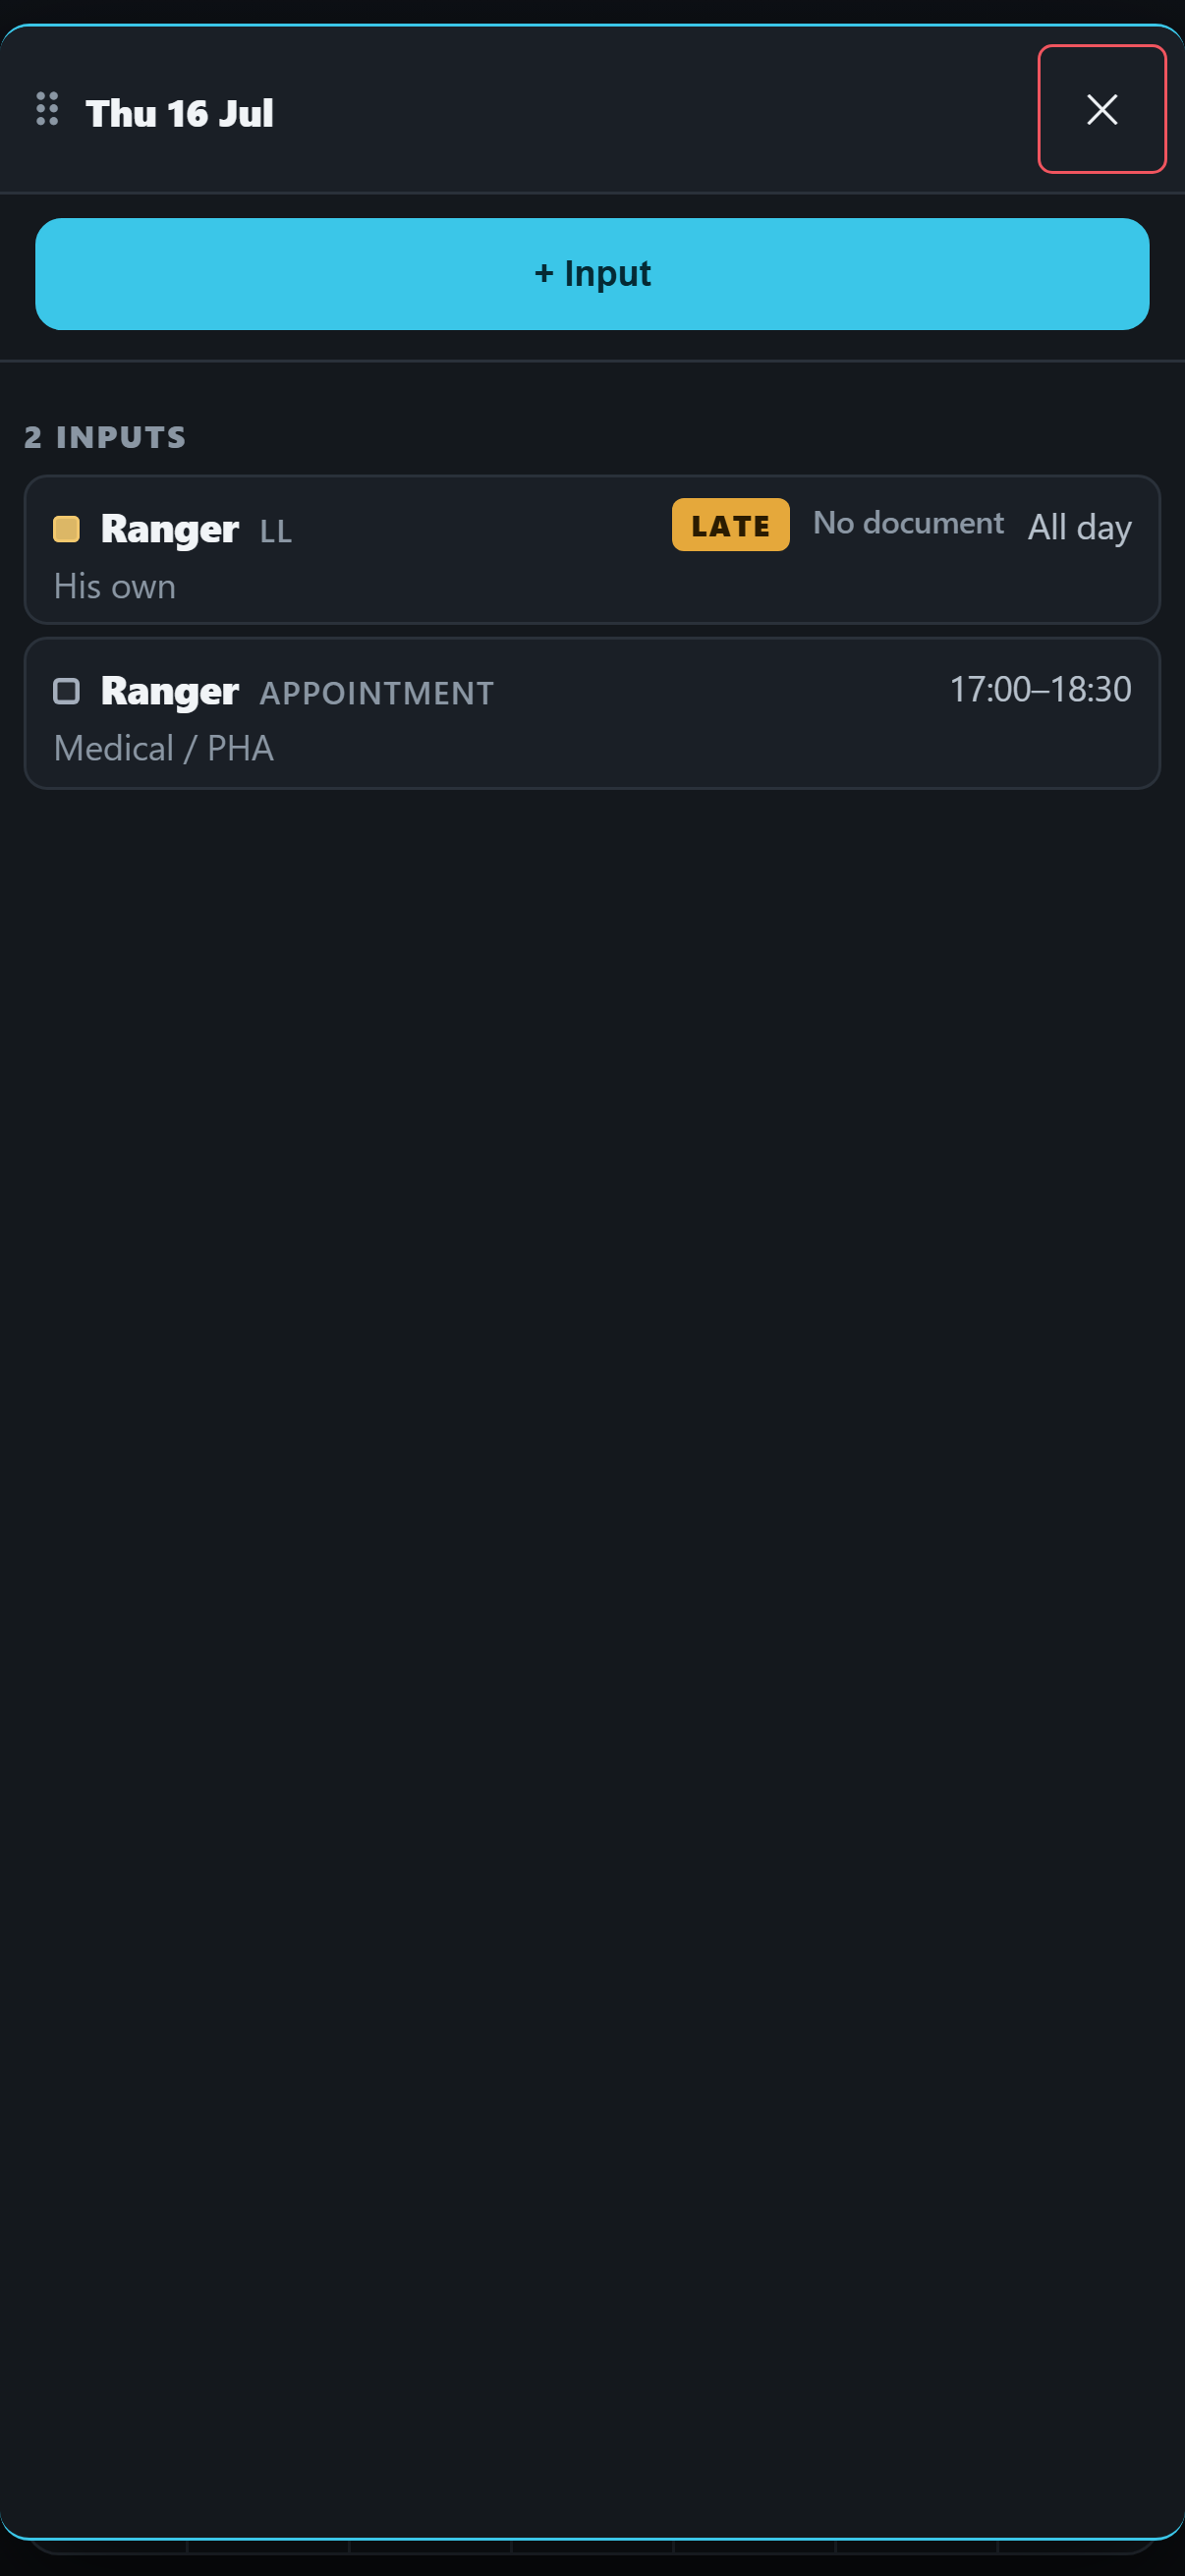 Thu 16 Jul
+ Input
2 INPUTS
Ranger LL LATE No document All day
His own
Ranger APPOINTMENT 17:00–18:30
Medical / PHA